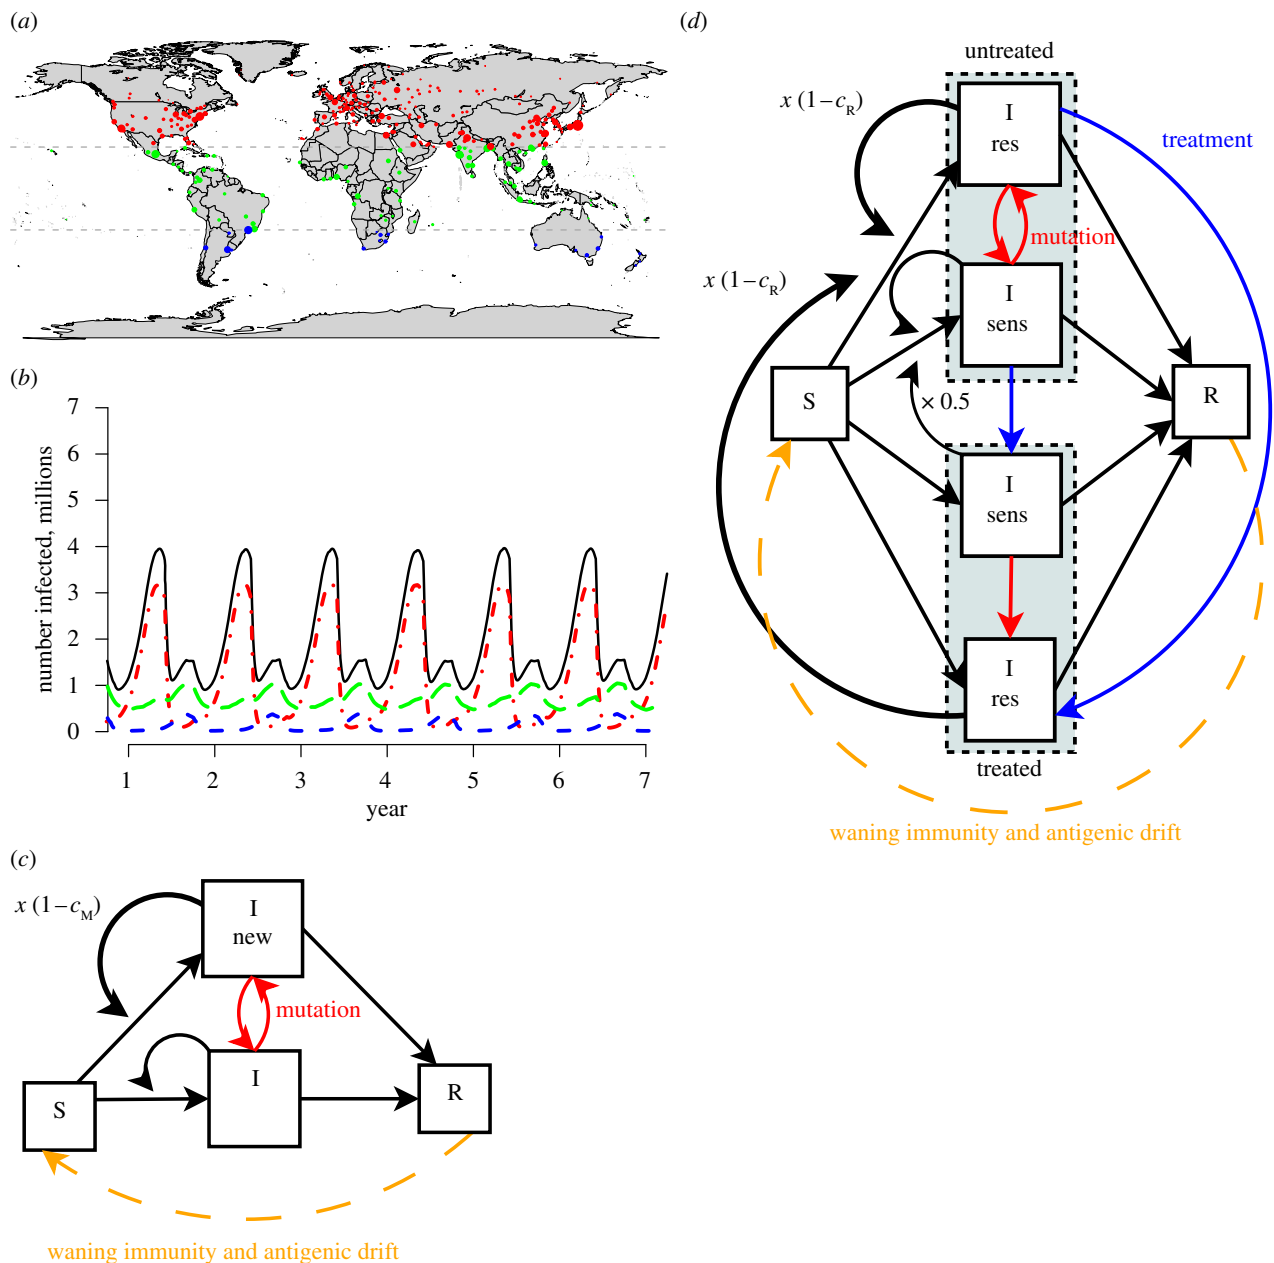 (a)
(b)
7
6
5
4
3
2
1
0
number infected, millions
1 2 3 4 5 6 7
year
(c)
x (1–cM)
I
new
mutation
I
S
R
waning immunity and antigenic drift
(d)
untreated
x (1–cR)
I
res
treatment
mutation
x (1–cR)
I
sens
S
× 0.5
R
I
sens
I
res
treated
waning immunity and antigenic drift